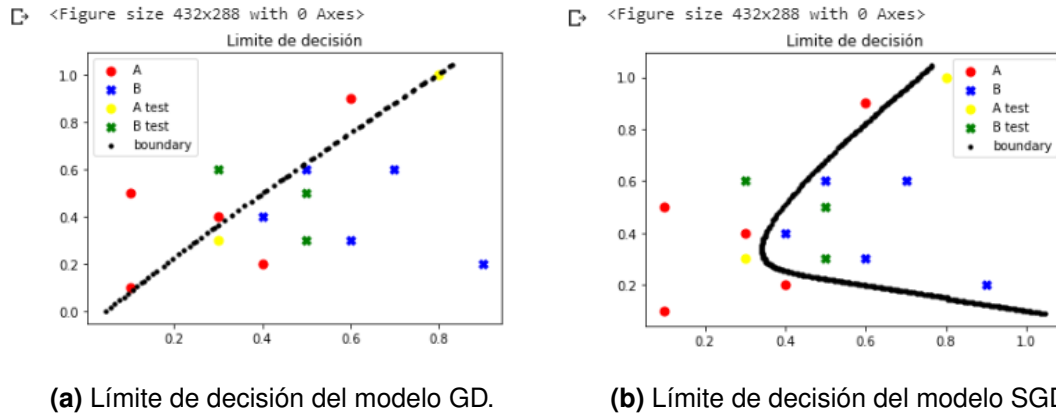 <Figure size 432x288 with 0 Axes>
Limite de decisión
A
B
A test
B test
boundary
1.0
0.8
0.6
0.4
0.2
0.0
0.2
0.4
0.6
0.8
(a) Límite de decisión del modelo GD.
<Figure size 432x288 with 0 Axes>
Limite de decisión
A
B
A test
B test
boundary
1.0
0.8
0.6
0.4
0.2
0.2
0.4
0.6
0.8
1.0
(b) Límite de decisión del modelo SGD